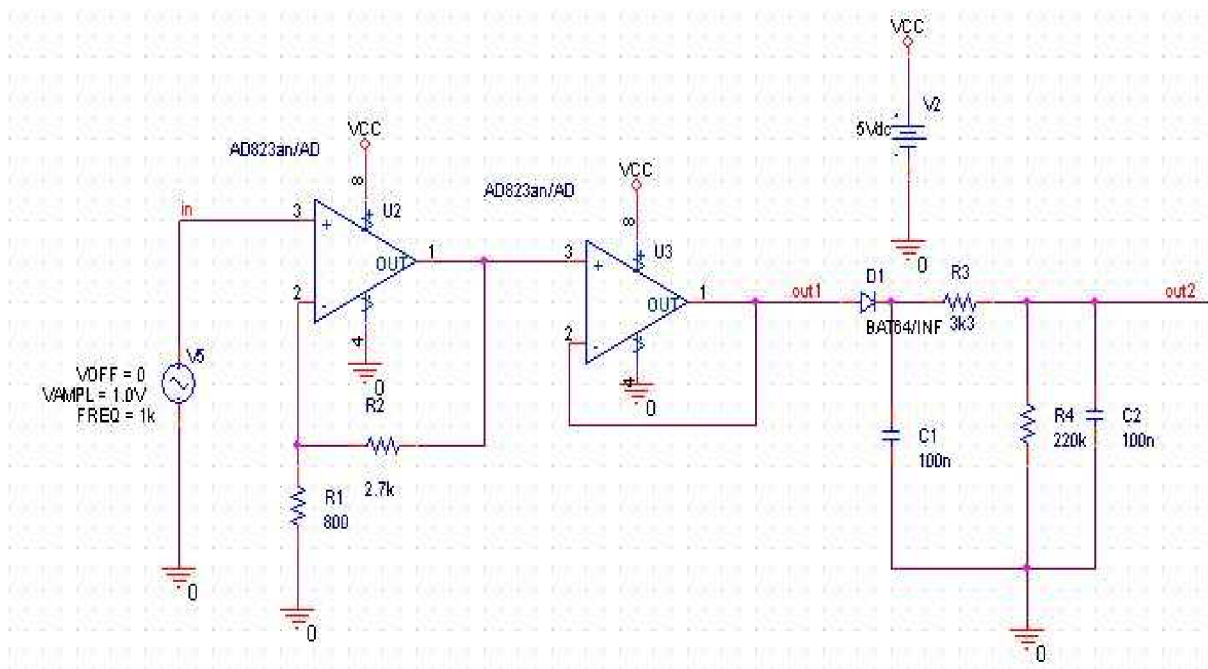 VCC
V2
5Vdc
0
AD823an/AD
VCC
8
U2
in
3
+
OUT
1
2
-
4
0
AD823an/AD
VCC
8
U3
3
+
OUT
1
2
-
4
0
out1
D1
BAT64/INF
R3
3k3
out2
V5
VOFF = 0
VAMPL = 1.0V
FREQ = 1k
0
R2
2.7k
R1
800
0
C1
100n
R4
220k
C2
100n
0